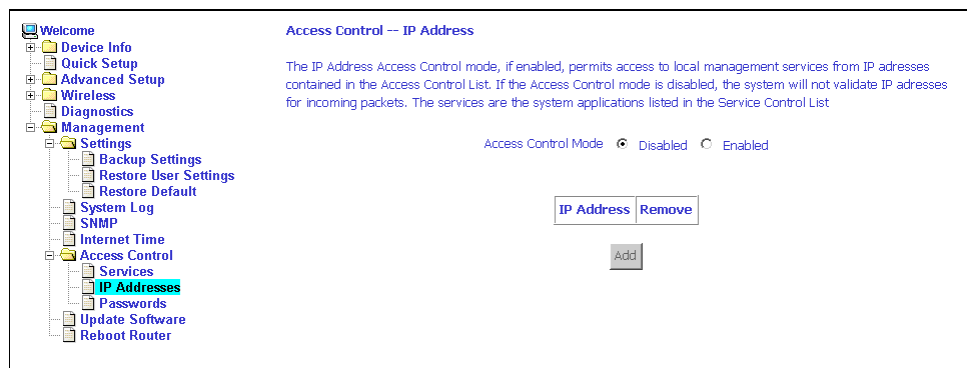 Welcome
Device Info
Quick Setup
Advanced Setup
Wireless
Diagnostics
Management
Settings
Backup Settings
Restore User Settings
Restore Default
System Log
SNMP
Internet Time
Access Control
Services
IP Addresses
Passwords
Update Software
Reboot Router
Access Control -- IP Address
The IP Address Access Control mode, if enabled, permits access to local management services from IP adresses
contained in the Access Control List. If the Access Control mode is disabled, the system will not validate IP adresses
for incoming packets. The services are the system applications listed in the Service Control List
Access Control Mode Disabled Enabled
IP Address Remove
Add